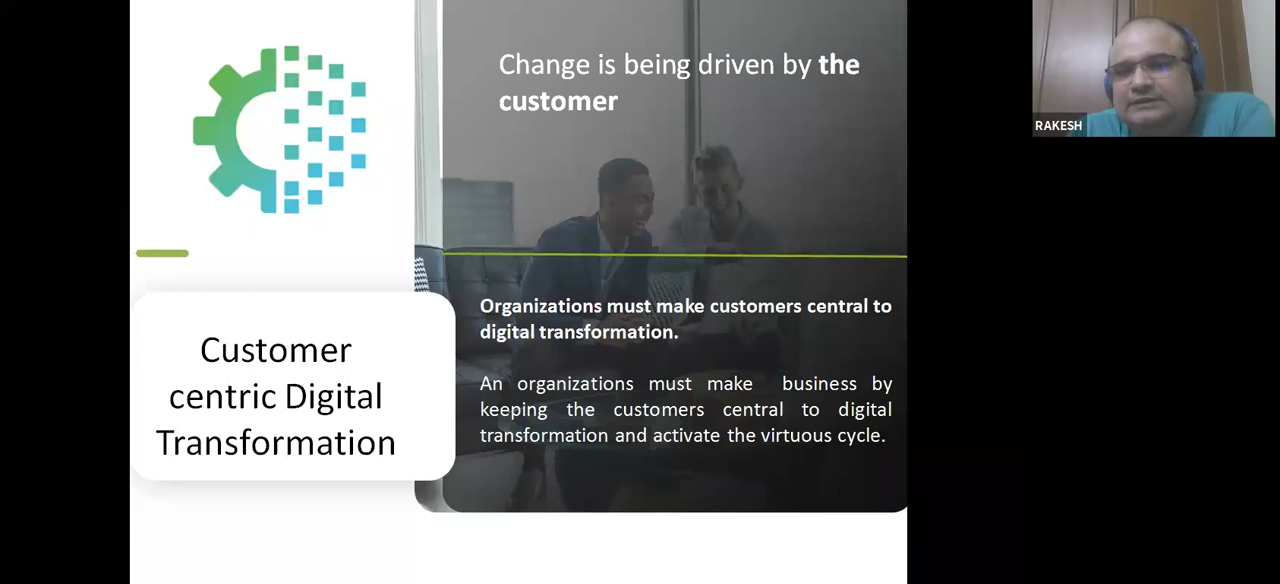 Change is being driven by the
customer
RAKESH
Customer
centric Digital
Transformation
Organizations must make customers central to
digital transformation.
An organizations must make business by
keeping the customers central to digital
transformation and activate the virtuous cycle.